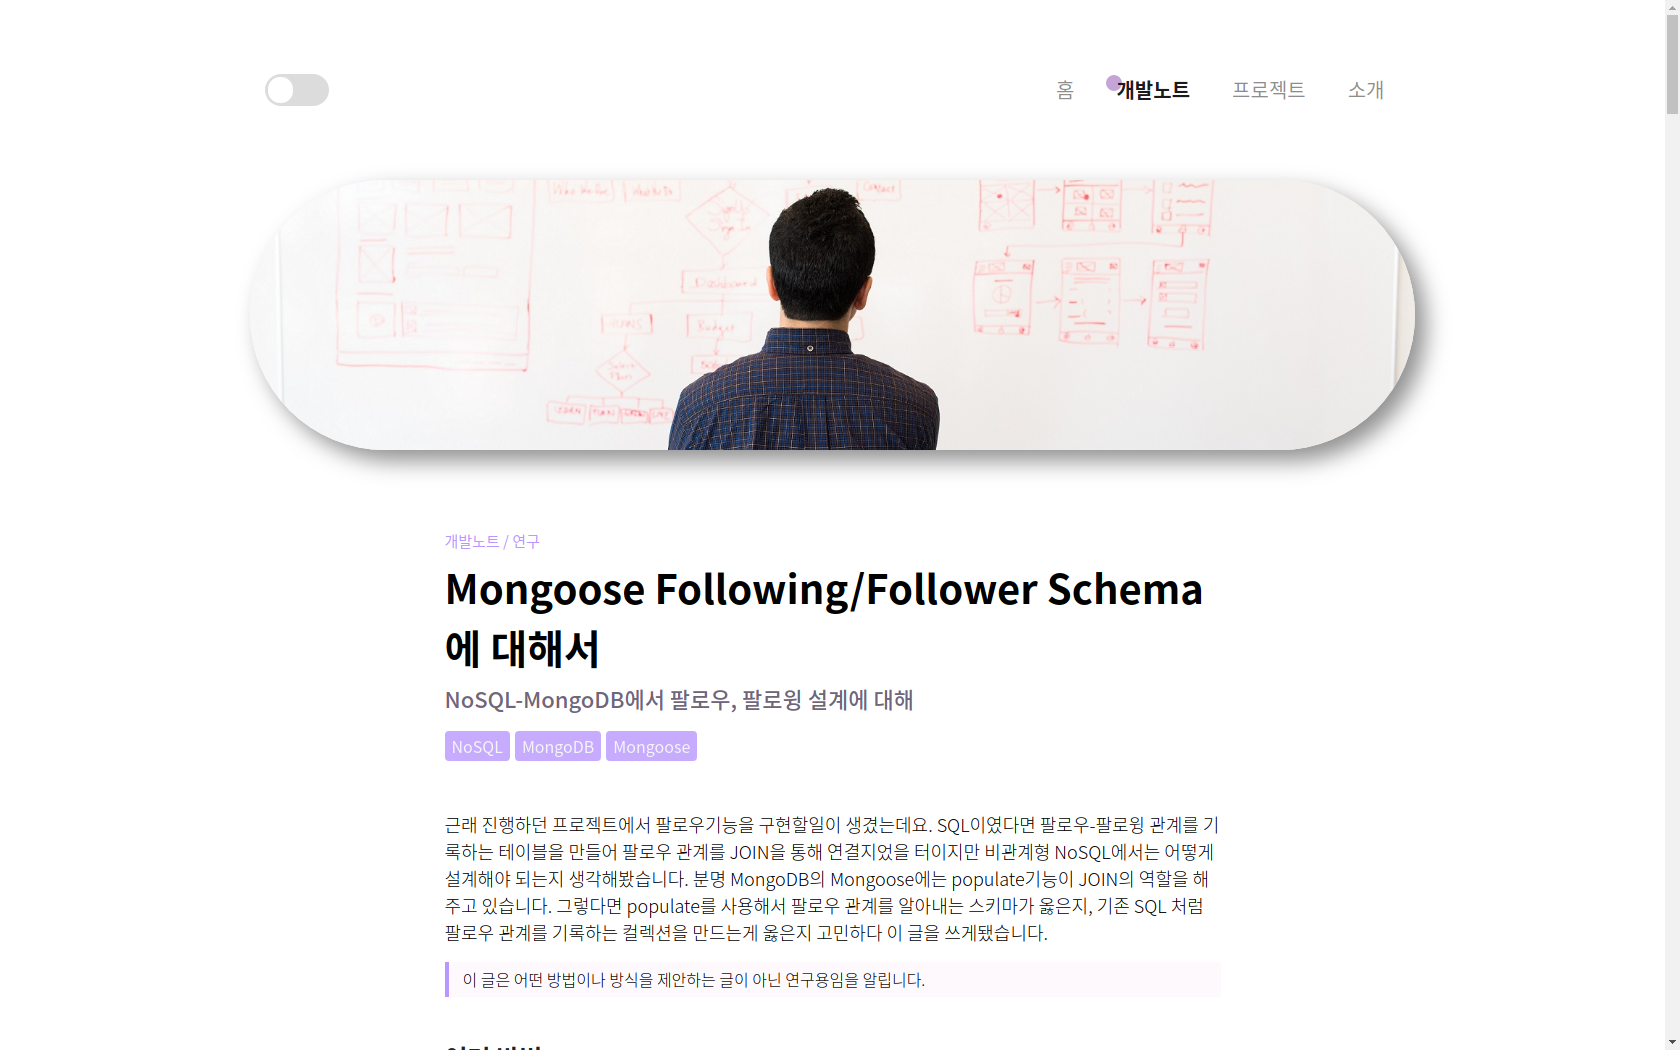 홈 개발노트 프로젝트 소개
Who We Are
Contact
Sign Up
Sign In
Dashboard
Budget
개발노트 / 연구
Mongoose Following/Follower Schema
에 대해서
NoSQL-MongoDB에서 팔로우, 팔로윙 설계에 대해
NoSQL MongoDB Mongoose
근래 진행하던 프로젝트에서 팔로우기능을 구현할일이 생겼는데요. SQL이였다면 팔로우-팔로윙 관계를 기
록하는 테이블을 만들어 팔로우 관계를 JOIN을 통해 연결지었을 터이지만 비관계형 NoSQL에서는 어떻게
설계해야 되는지 생각해봤습니다. 분명 MongoDB의 Mongoose에는 populate기능이 JOIN의 역할을 해
주고 있습니다. 그렇다면 populate를 사용해서 팔로우 관계를 알아내는 스키마가 옳은지, 기존 SQL 처럼
팔로우 관계를 기록하는 컬렉션을 만드는게 옳은지 고민하다 이 글을 쓰게됐습니다.
이 글은 어떤 방법이나 방식을 제안하는 글이 아닌 연구용임을 알립니다.